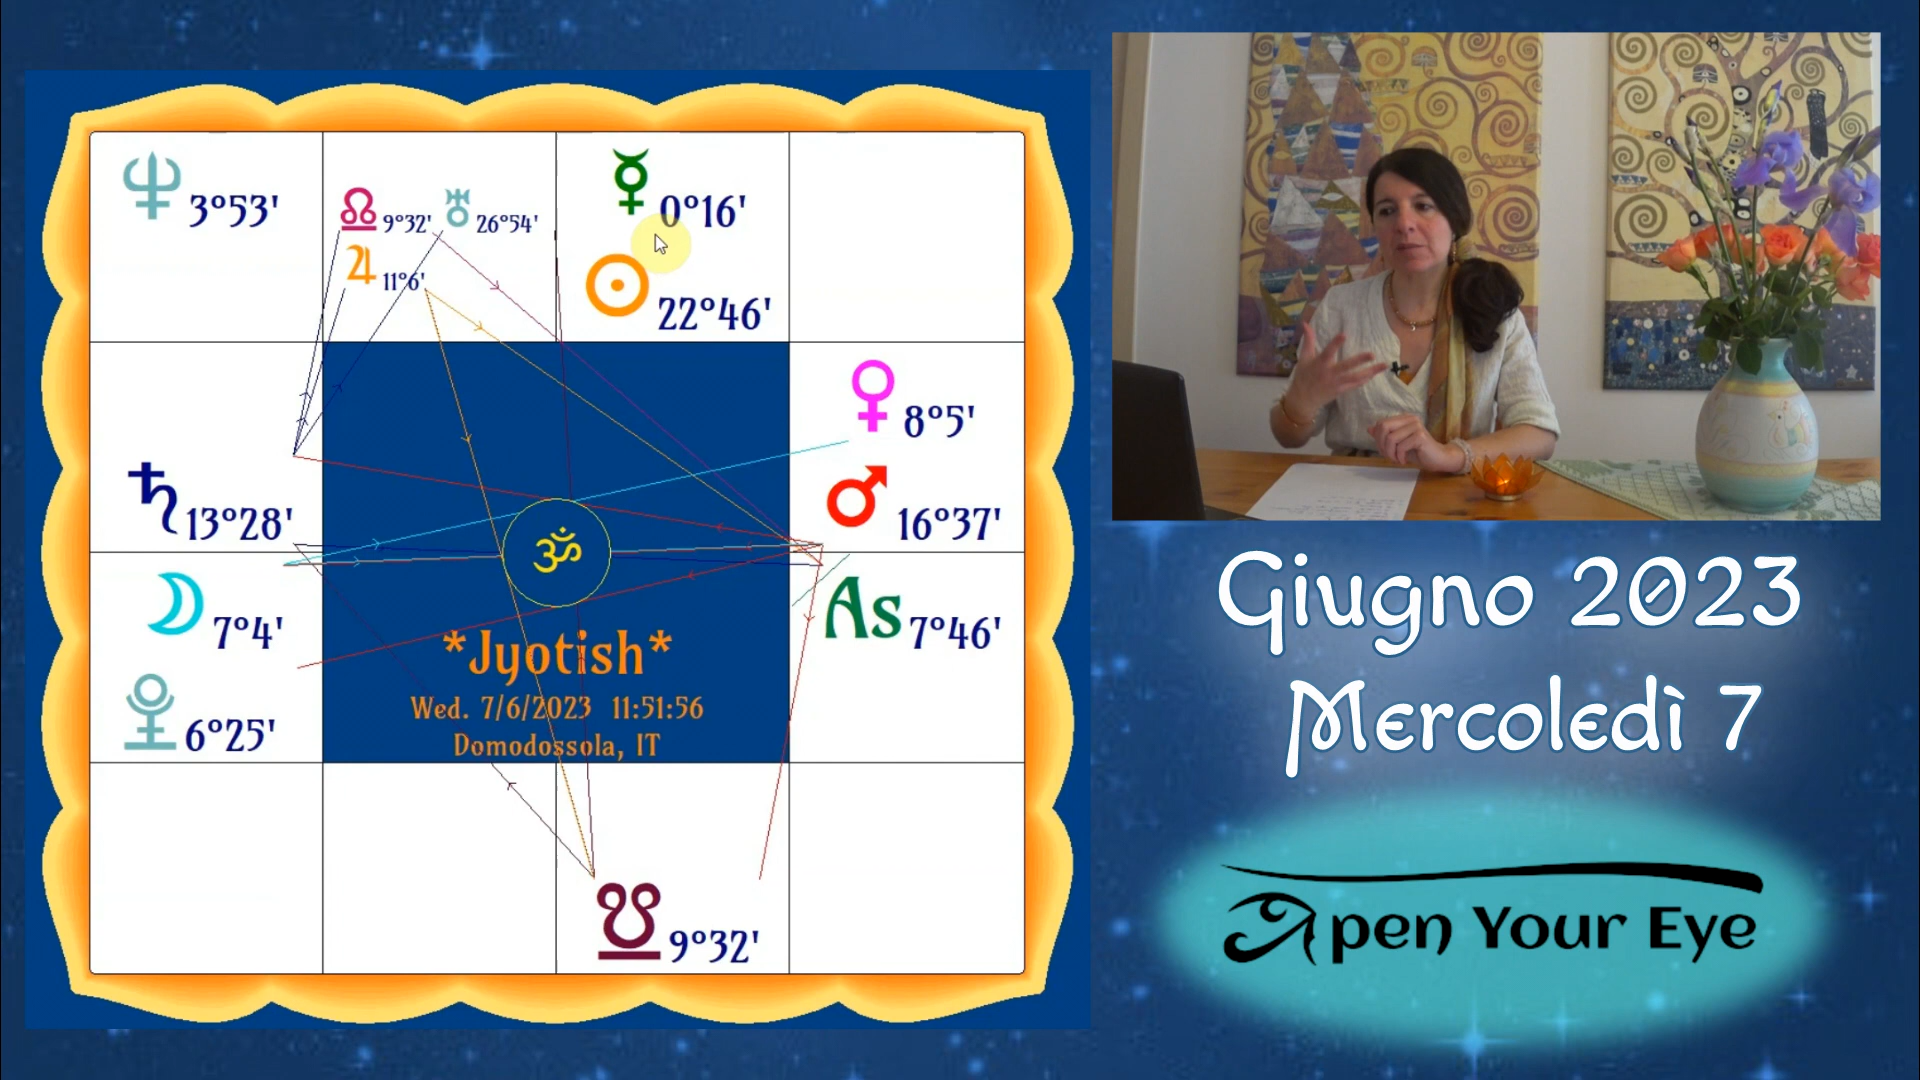 3°53'
9°32' 26°54'
11°6'
0°16'
22°46'
8°5'
13°28'
16°37'
7°4'
As 7°46'
6°25'
ॐ
*Jyotish*
Wed. 7/6/2023 11:51:56
Domodossola, IT
9°32'
Giugno 2023
Mercoledì 7
Open Your Eye